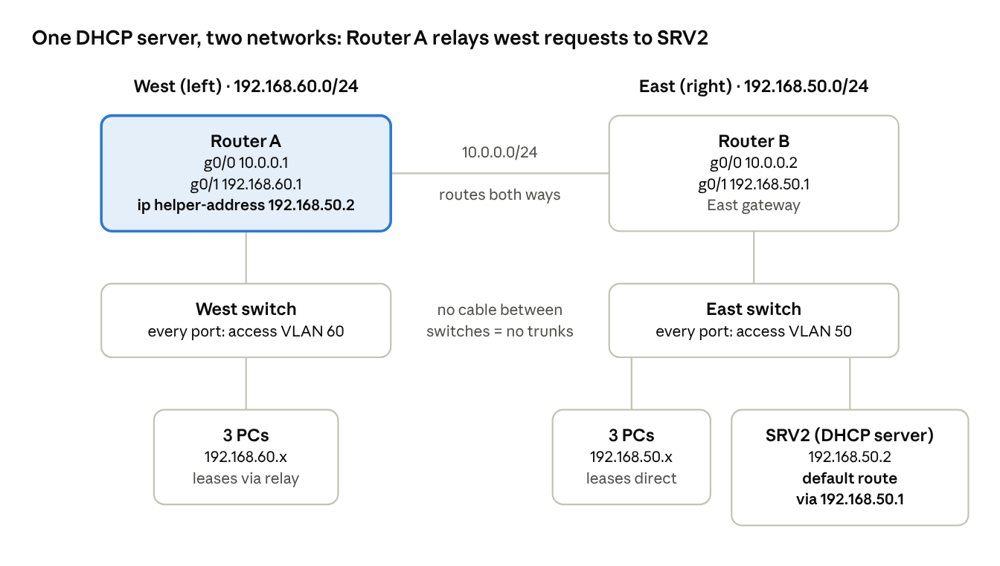 One DHCP server, two networks: Router A relays west requests to SRV2
West (left) · 192.168.60.0/24
East (right) · 192.168.50.0/24
Router A
g0/0 10.0.0.1
g0/1 192.168.60.1
ip helper-address 192.168.50.2
10.0.0.0/24
routes both ways
Router B
g0/0 10.0.0.2
g0/1 192.168.50.1
East gateway
West switch
every port: access VLAN 60
no cable between
switches = no trunks
East switch
every port: access VLAN 50
3 PCs
192.168.60.x
leases via relay
3 PCs
192.168.50.x
leases direct
SRV2 (DHCP server)
192.168.50.2
default route
via 192.168.50.1